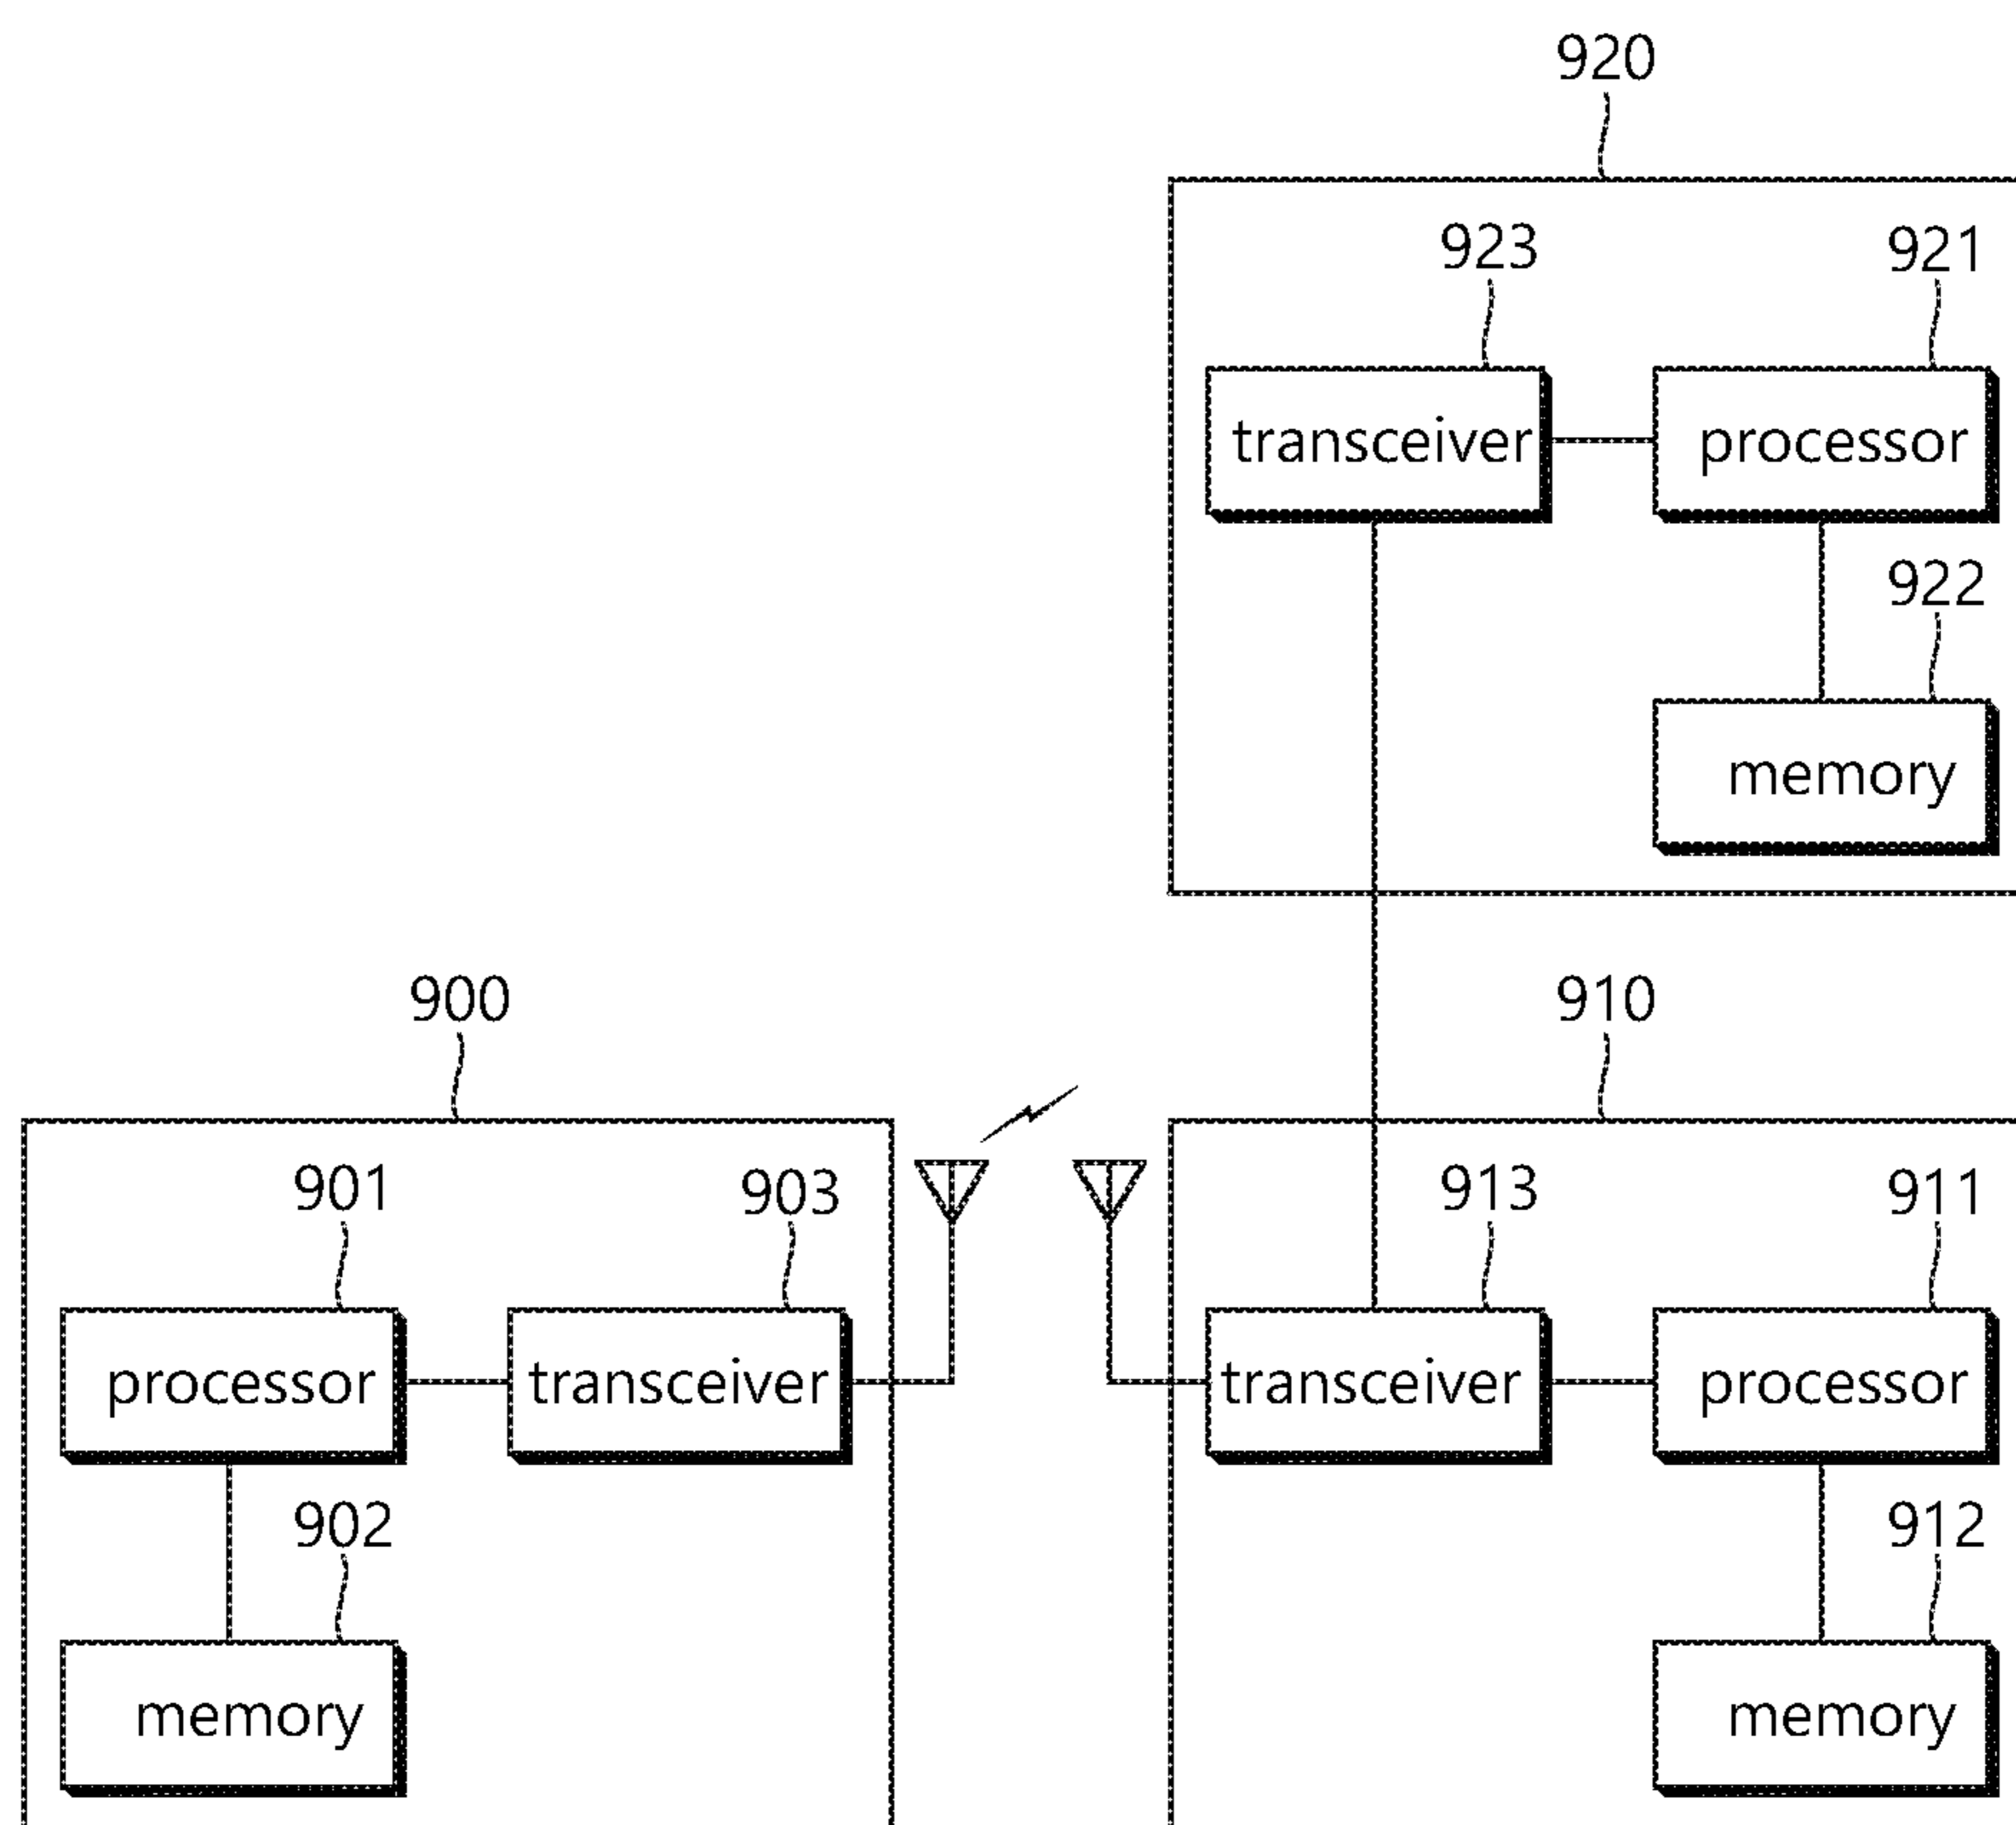 920
923 921
transceiver processor
922
memory
900 910
901 903 913 911
processor transceiver transceiver processor
902 912
memory memory